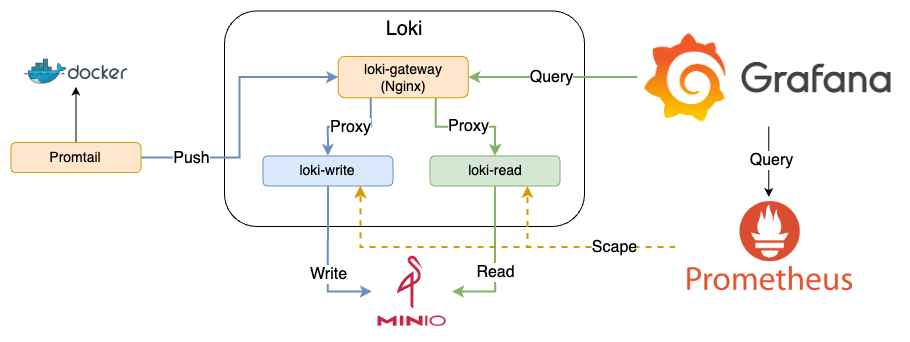 Loki
docker
loki-gateway
(Nginx)
Query
Grafana
Proxy
Proxy
Promtail
Push
Query
loki-write
loki-read
Scape
Write
Read
Prometheus
MINIO